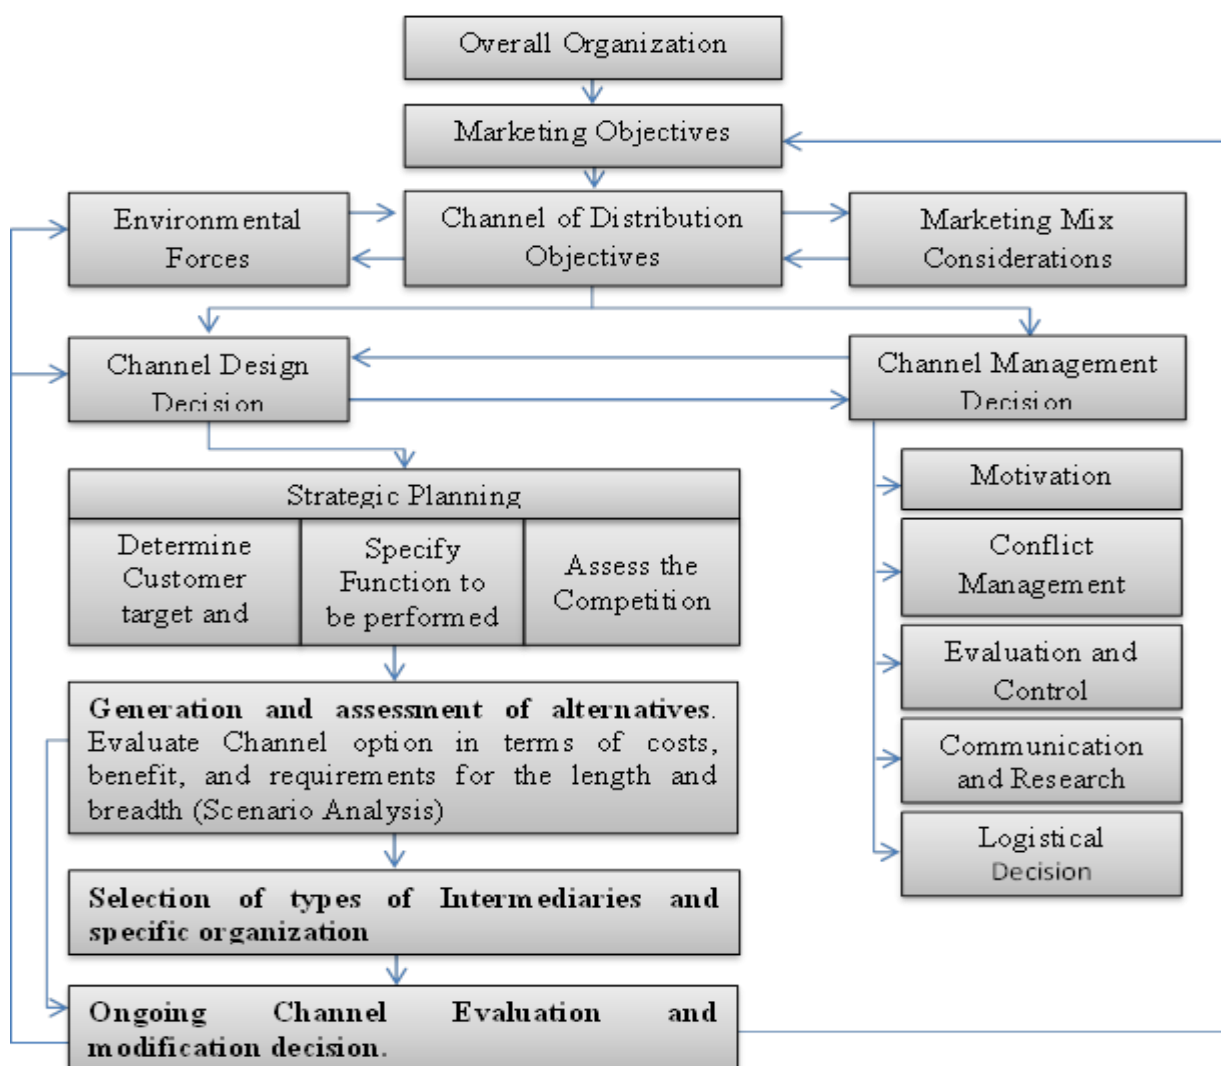 Overall Organization
Marketing Objectives
Environmental
Forces
Channel of Distribution
Objectives
Marketing Mix
Considerations
Channel Design
Decision
Channel Management
Decision
Strategic Planning
Determine
Customer
target and
Specify
Function to
be performed
Assess the
Competition
Generation and assessment of alternatives.
Evaluate Channel option in terms of costs,
benefit, and requirements for the length and
breadth (Scenario Analysis)
Selection of types of Intermediaries and
specific organization
Ongoing Channel Evaluation and
modification decision.
Motivation
Conflict
Management
Evaluation and
Control
Communication
and Research
Logistical
Decision